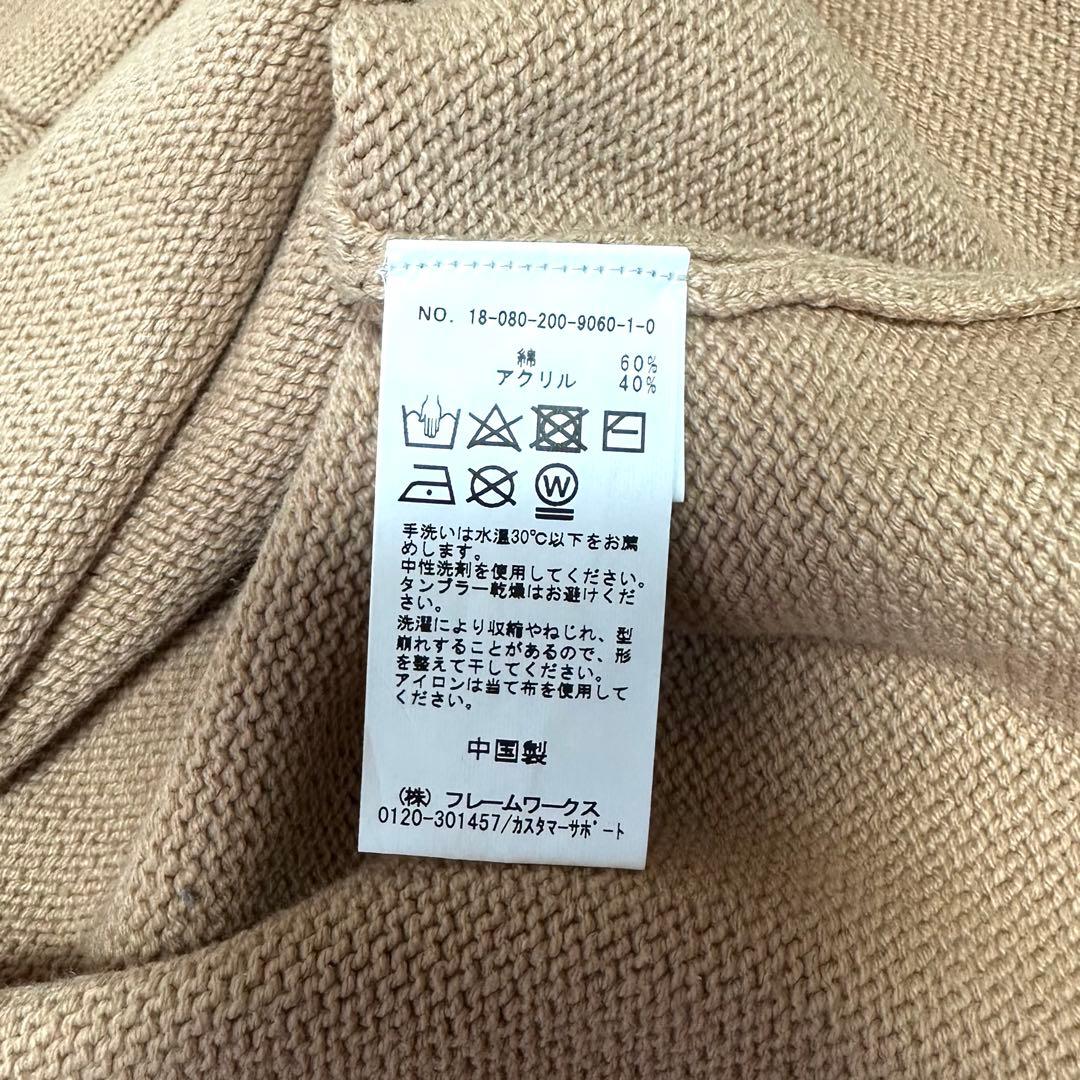 NO. 18-080-200-9060-1-0
綿 60%
アクリル 40%
W
手洗いは水温30℃以下をお薦
めします。
中性洗剤を使用してください。
タンブラー乾燥はお避けくだ
さい。
洗濯により収縮やねじれ、型
崩れすることがあるので、形
を整えて干してください。
アイロンは当て布を使用して
ください。
中国製
(株) フレームワークス
0120-301457/カスタマーサポート